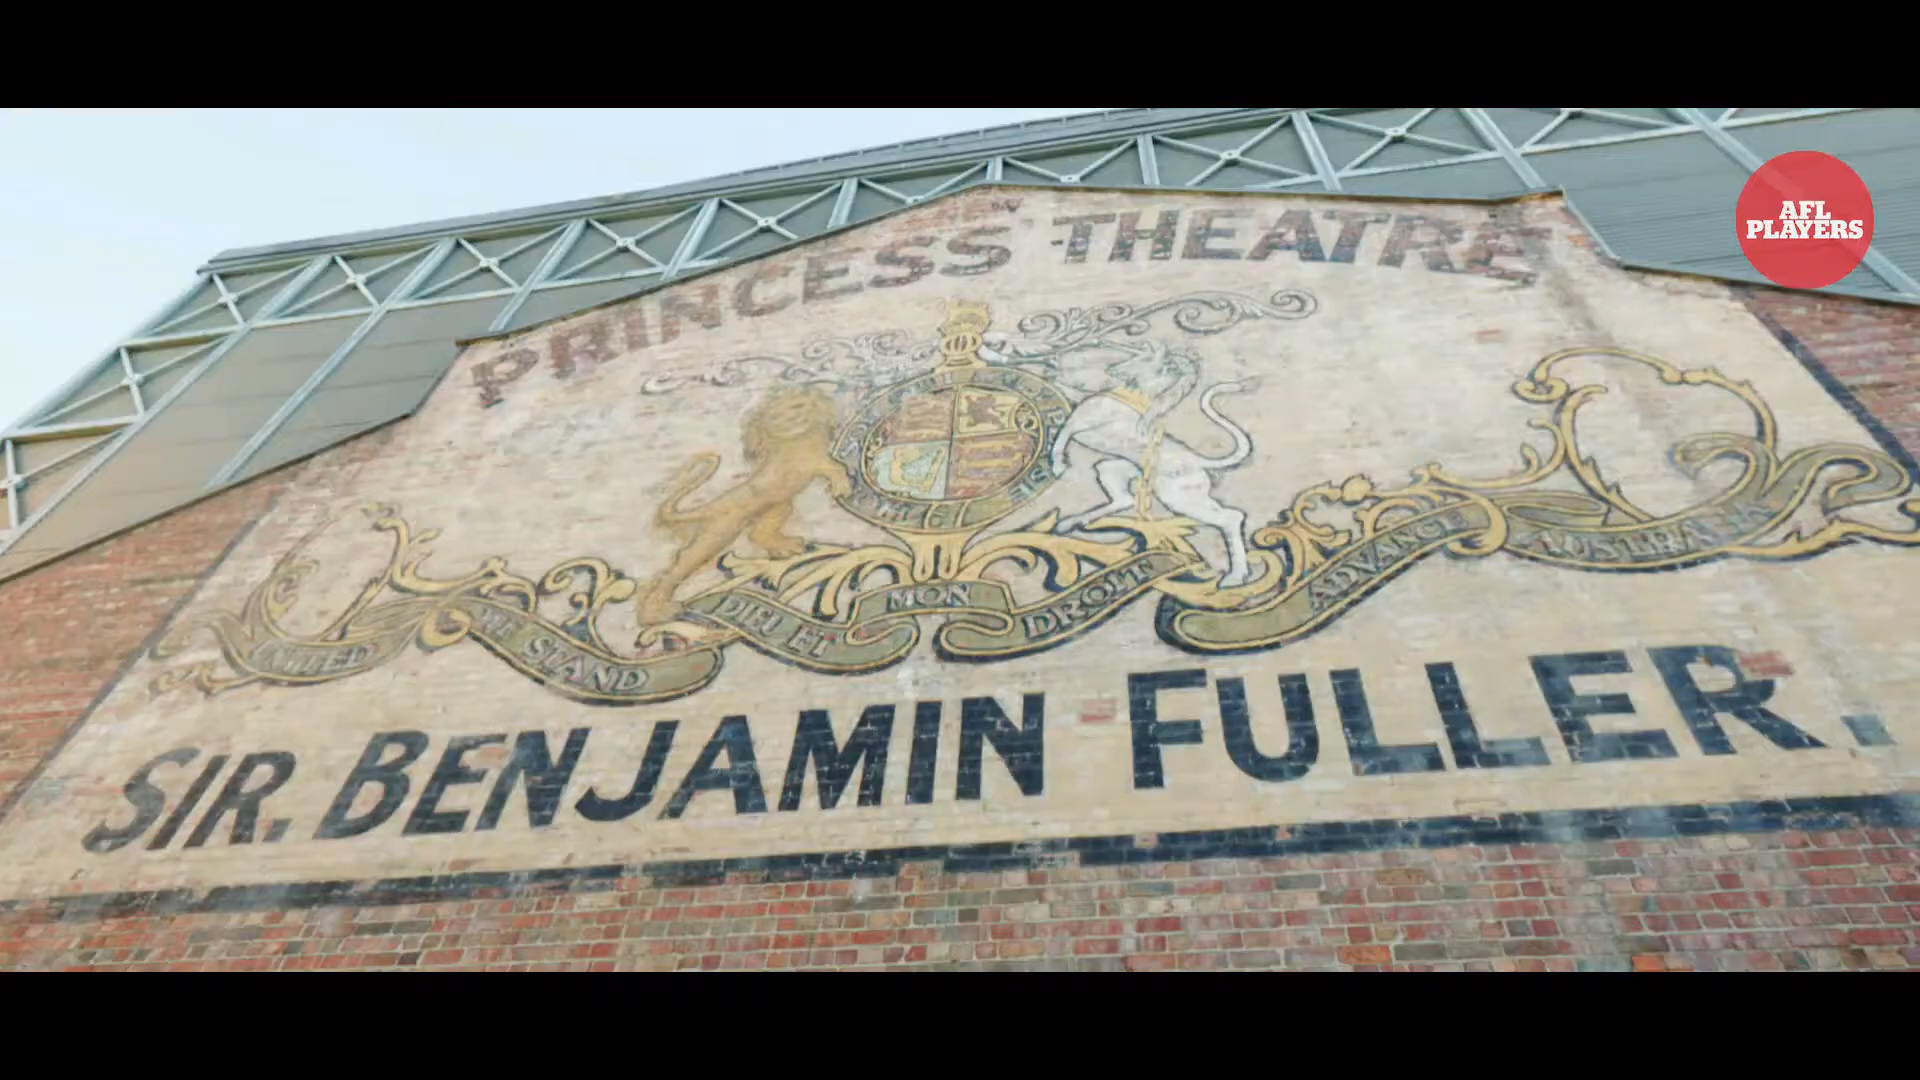 AFL
PLAYERS
PRINCESS THEATRE
UNITED WE STAND DIEU ET MON DROIT ADVANCE AUSTRALIA
SIR. BENJAMIN FULLER.